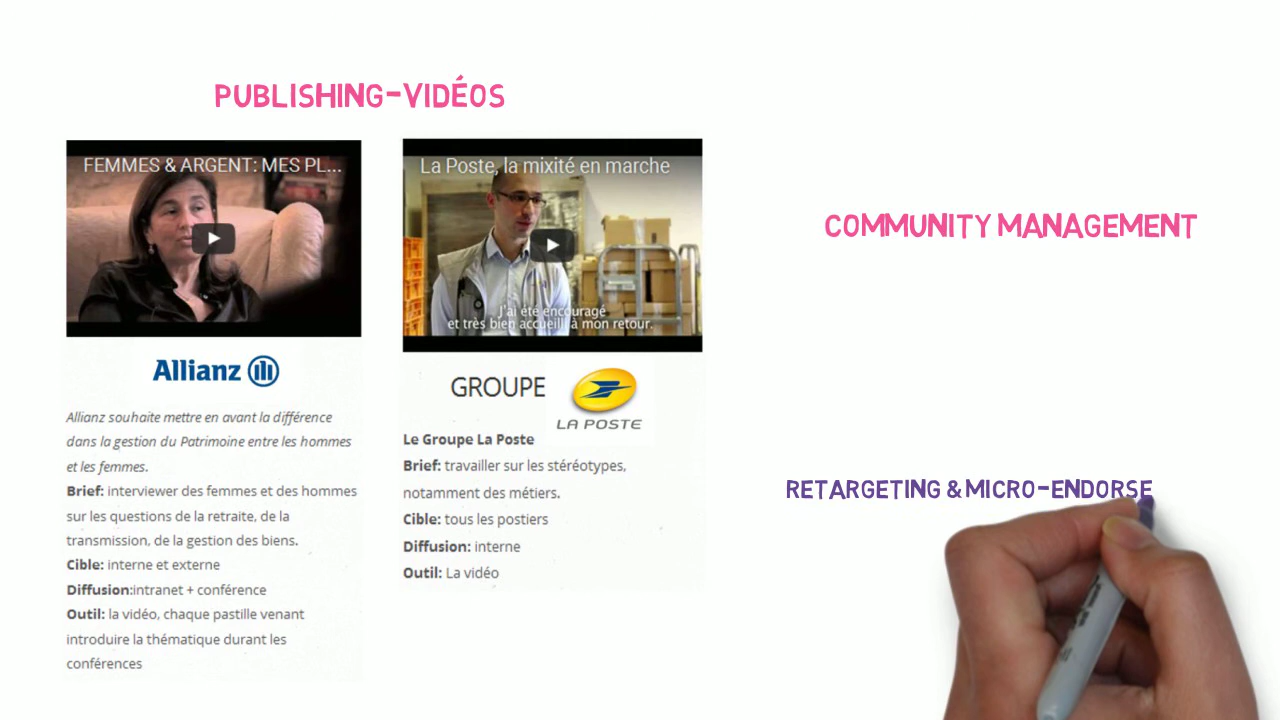 PUBLISHING-VIDÉOS
FEMMES & ARGENT: MES PL...
Allianz
Allianz souhaite mettre en avant la différence
dans la gestion du Patrimoine entre les hommes
et les femmes.
Brief: interviewer des femmes et des hommes
sur les questions de la retraite, de la
transmission, de la gestion des biens.
Cible: interne et externe
Diffusion:intranet + conférence
Outil: la vidéo, chaque pastille venant
introduire la thématique durant les
conférences
La Poste, la mixité en marche
J'ai été encouragé
et très bien accueilli à mon retour.
GROUPE
LA POSTE
Le Groupe La Poste
Brief: travailler sur les stéréotypes,
notamment des métiers.
Cible: tous les postiers
Diffusion: interne
Outil: La vidéo
COMMUNITY MANAGEMENT
RETARGETING & MICRO-ENDORSE